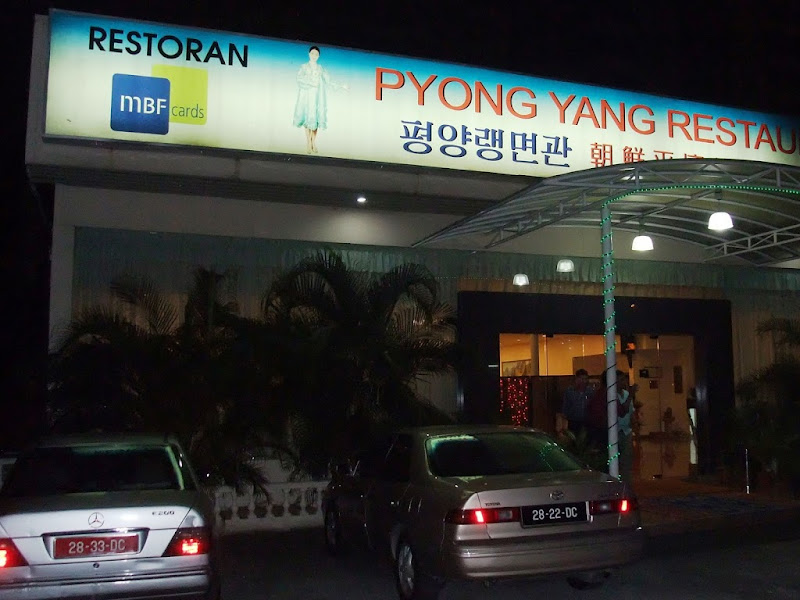 RESTORAN
MBF cards
PYONG YANG RESTAU
평양랭면관 朝鮮平
E200
28-33-DC
28-22-DC